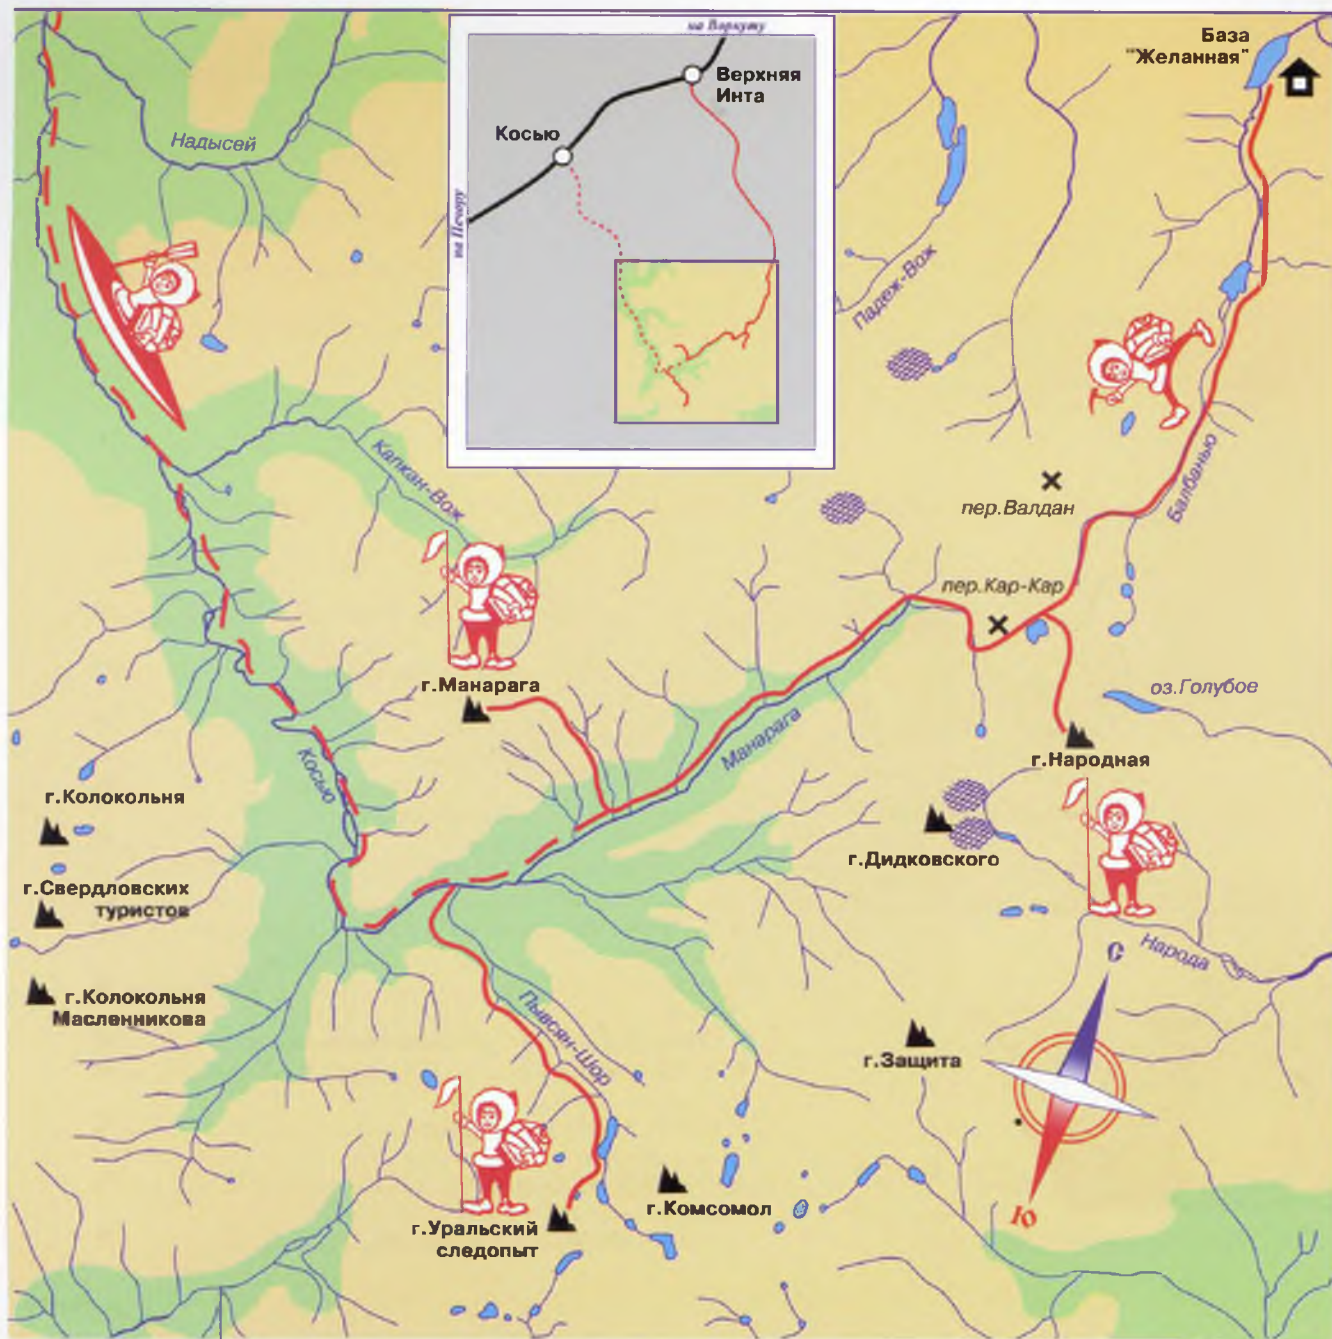 на Воркуту
Верхняя
Инта
Косью
на Печору
База
"Желанная"
Надысей
Падеж-Вож
Капкан-Вож
Балбанью
пер.Валдан
пер.Кар-Кар
г.Манарага
оз.Голубое
Манарага
г.Народная
Косью
г.Колокольня
г.Дидковского
г.Свердловских
туристов
Народа
С
г.Колокольня
Масленникова
Пывсян-Шор
г.Защита
г.Комсомол
г.Уральский
следопыт
Ю